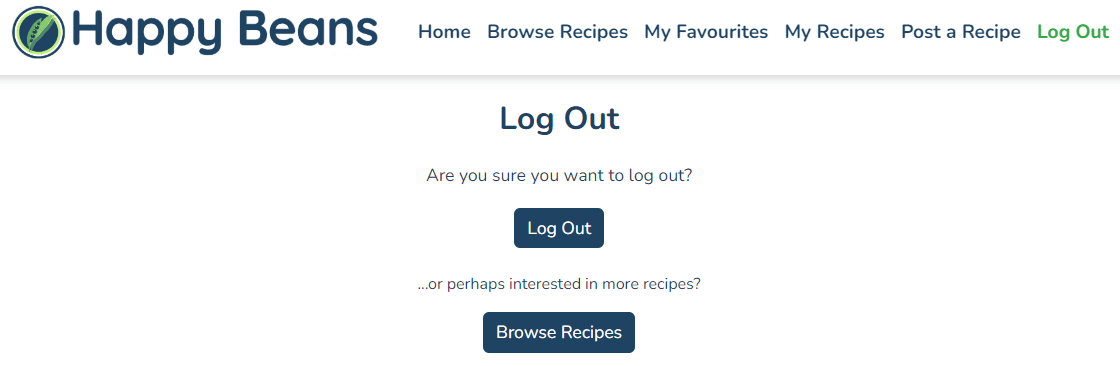 Happy Beans Home Browse Recipes My Favourites My Recipes Post a Recipe Log Out
Log Out
Are you sure you want to log out?
Log Out
...or perhaps interested in more recipes?
Browse Recipes